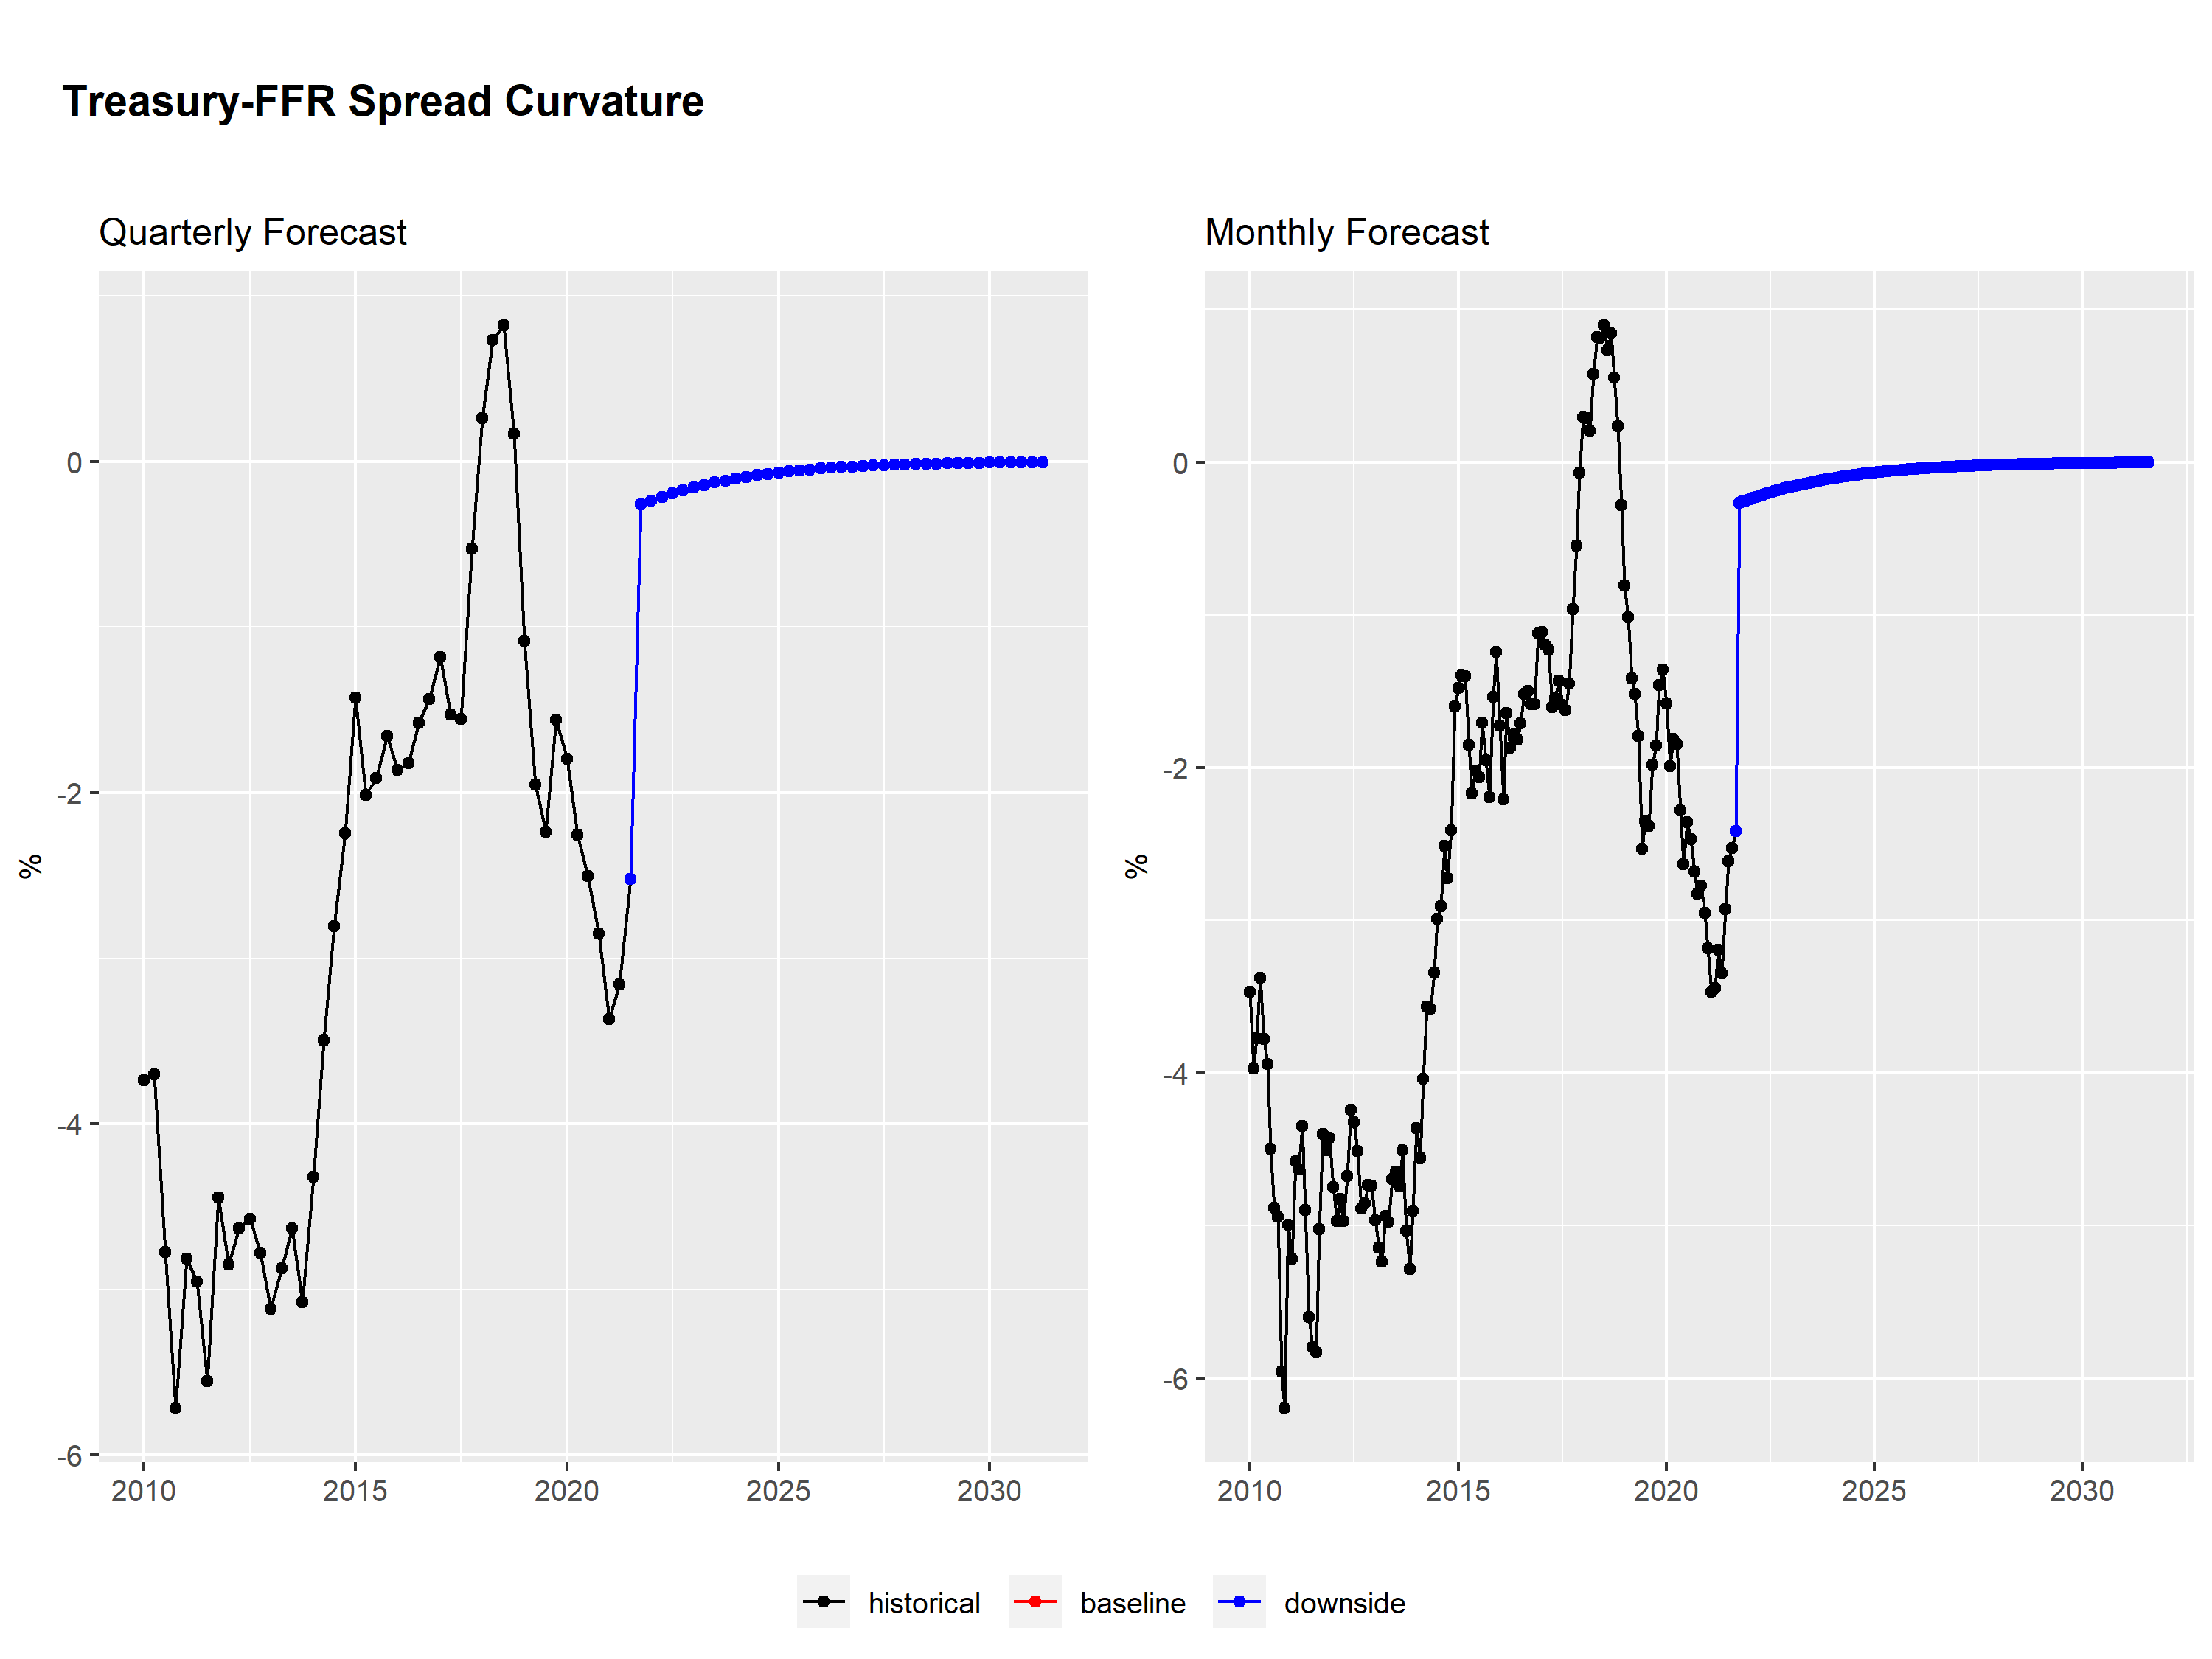 Treasury-FFR Spread Curvature
Quarterly Forecast
%
0
-2
-4
-6
2010 2015 2020 2025 2030
Monthly Forecast
%
0
-2
-4
-6
2010 2015 2020 2025 2030
historical baseline downside